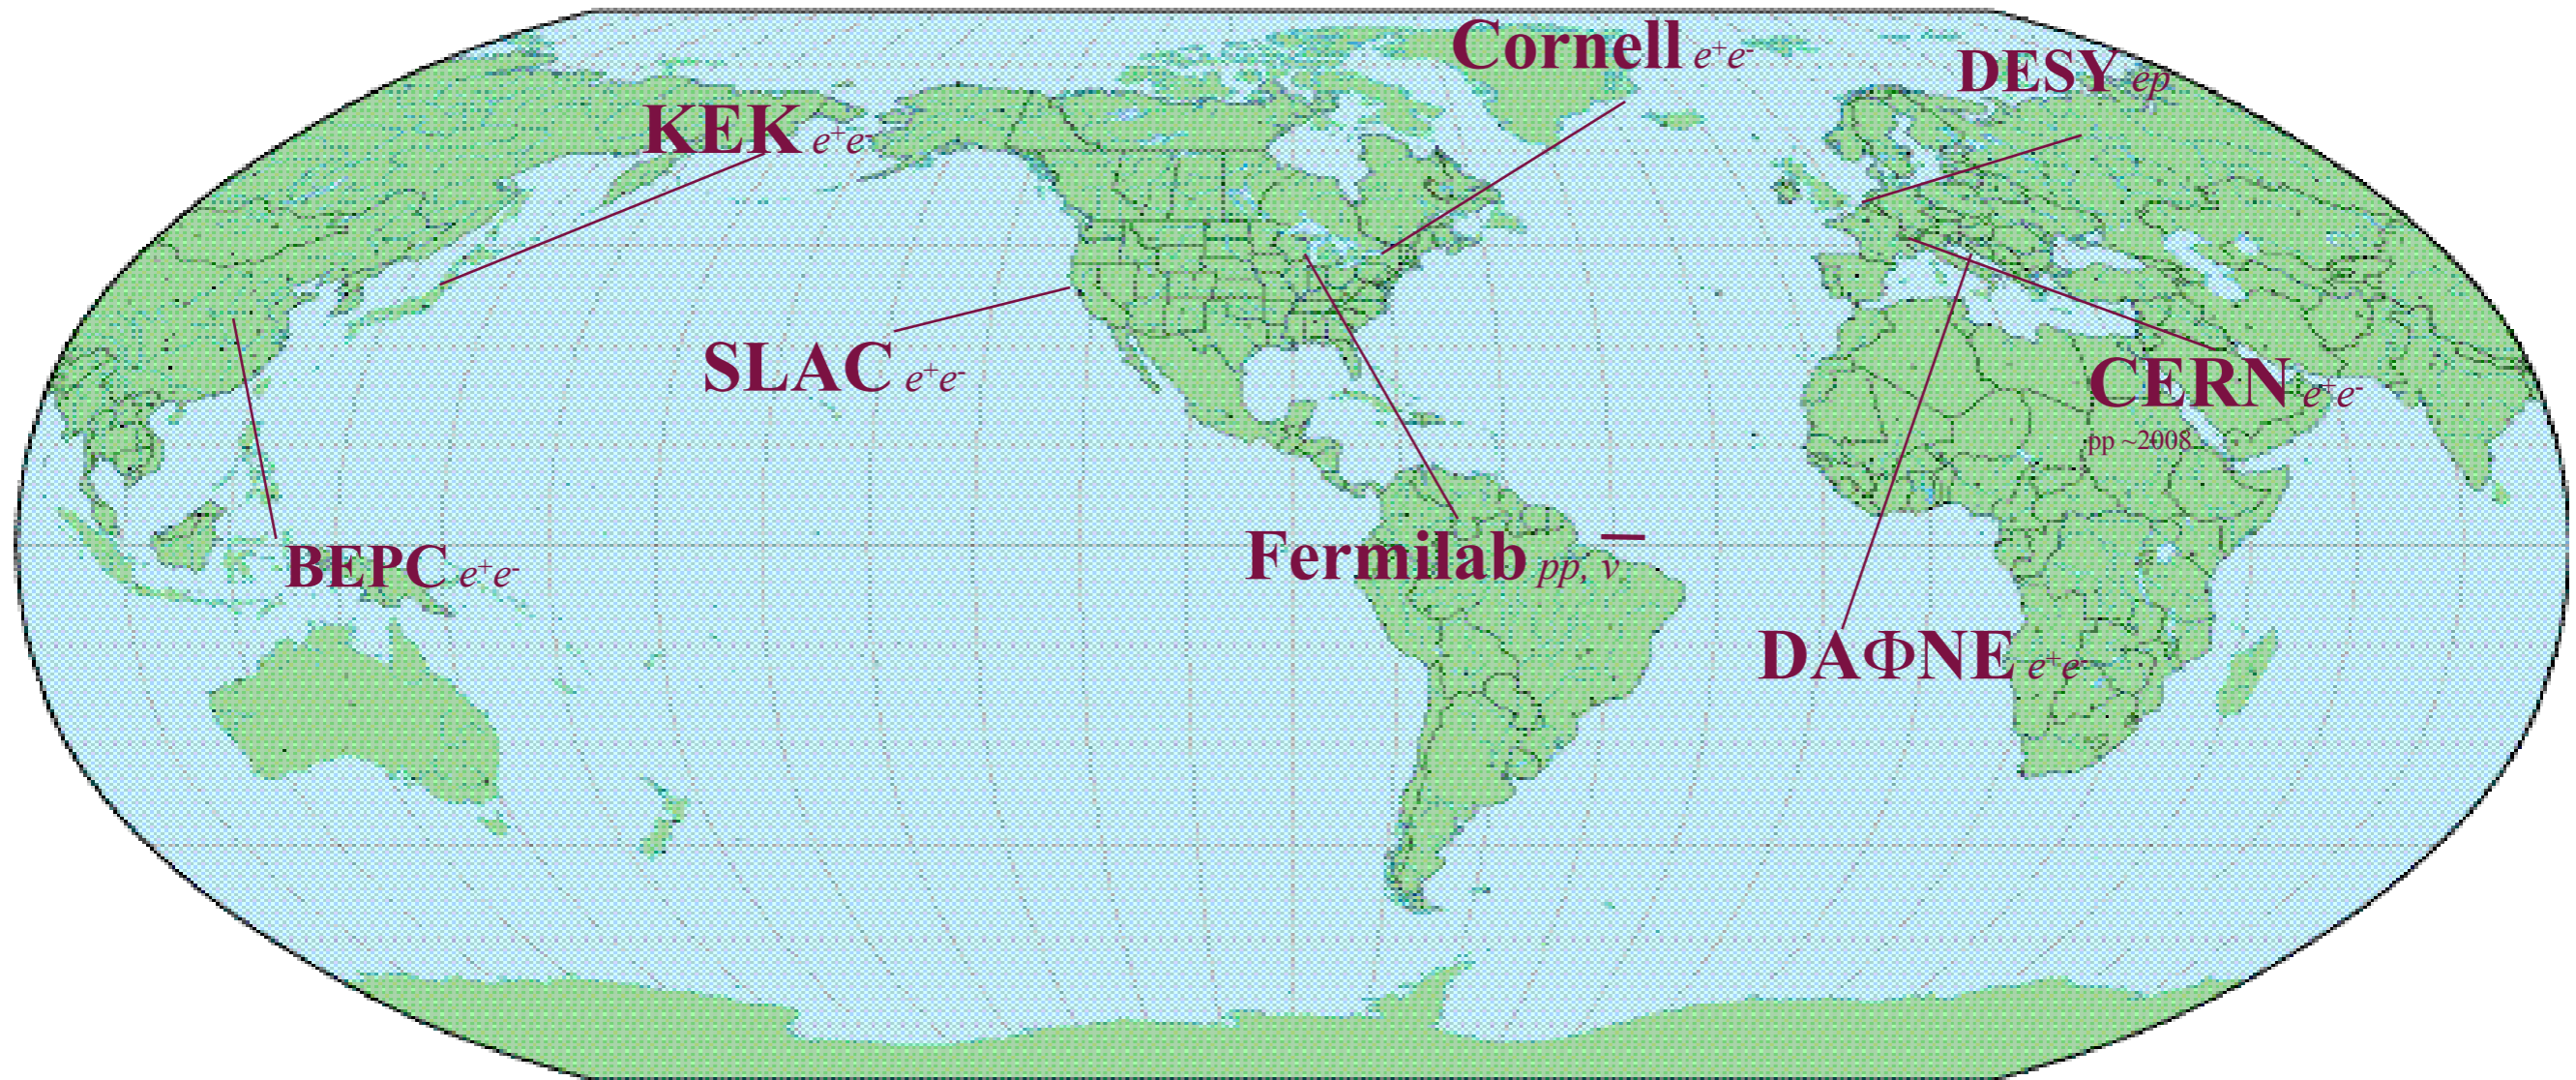 Cornell e⁺e⁻
DESY ep
KEK e⁺e⁻
SLAC e⁺e⁻
CERN e⁺e⁻
pp ~2008
Fermilab pp, ν
BEPC e⁺e⁻
DAΦNE e⁺e⁻